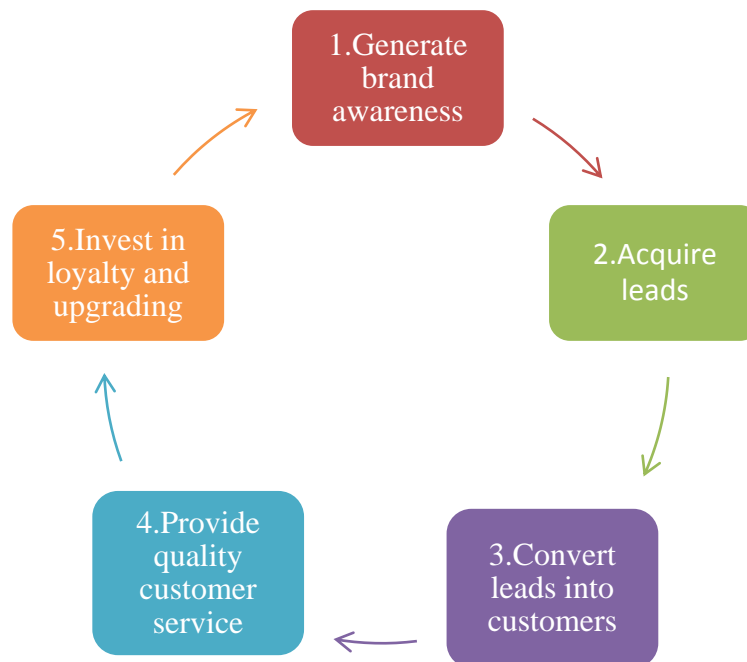 1.Generate
brand
awareness
2.Acquire
leads
3.Convert
leads into
customers
4.Provide
quality
customer
service
5.Invest in
loyalty and
upgrading